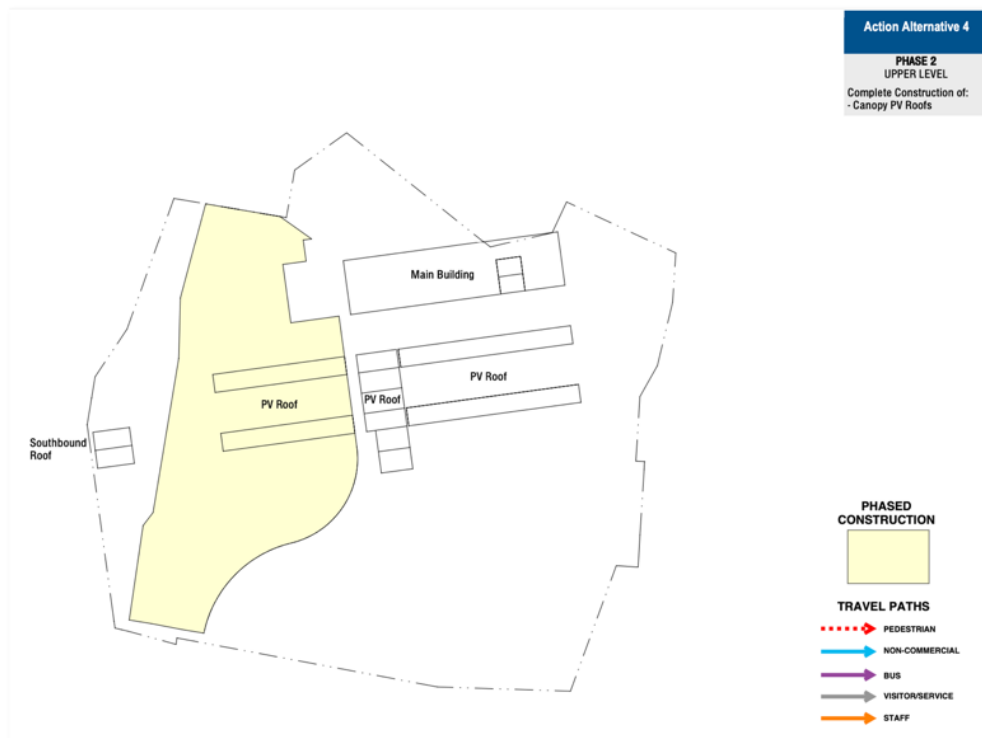 Action Alternative 4
PHASE 2
UPPER LEVEL
Complete Construction of:
- Canopy PV Roofs
Main Building
PV Roof
PV Roof
PV Roof
Southbound
Roof
PHASED
CONSTRUCTION
TRAVEL PATHS
PEDESTRIAN
NON-COMMERCIAL
BUS
VISITOR/SERVICE
STAFF